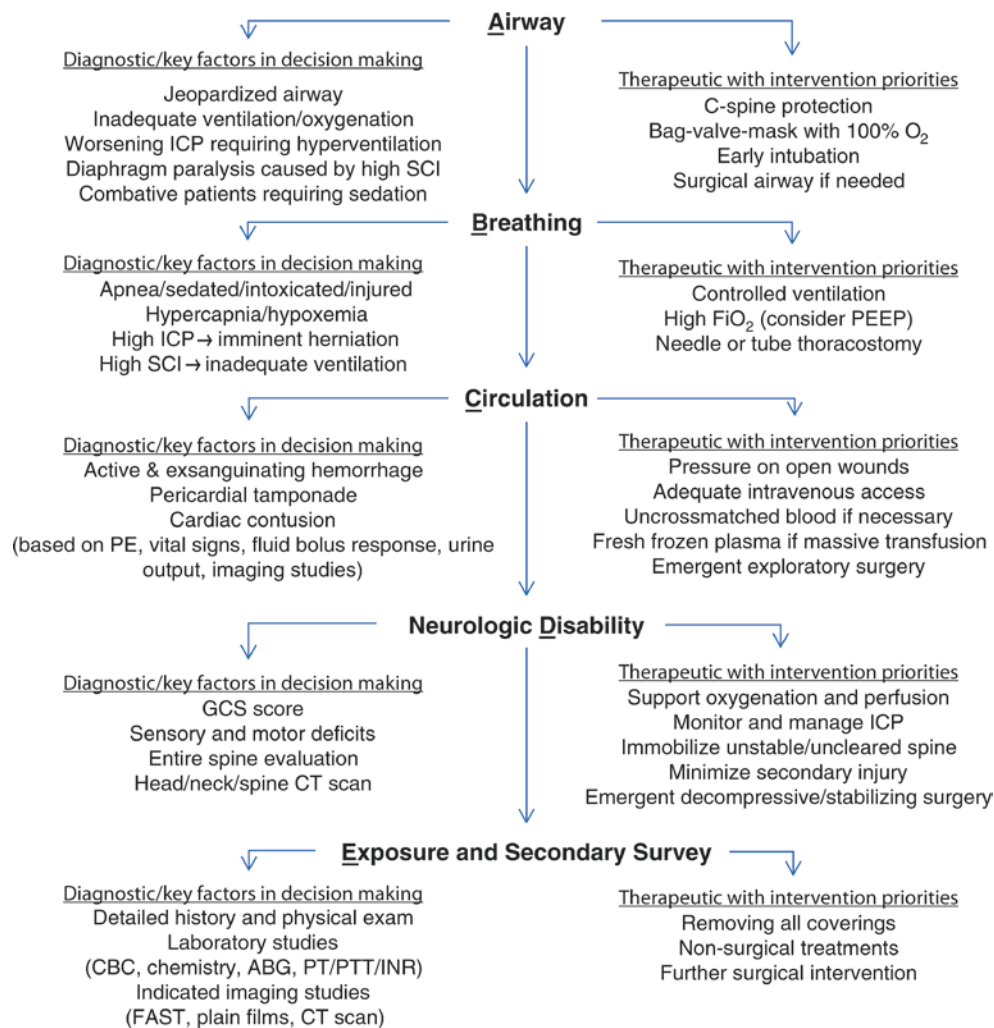 Airway
Diagnostic/key factors in decision making
Jeopardized airway
Inadequate ventilation/oxygenation
Worsening ICP requiring hyperventilation
Diaphragm paralysis caused by high SCI
Combative patients requiring sedation
Therapeutic with intervention priorities
C-spine protection
Bag-valve-mask with 100% O₂
Early intubation
Surgical airway if needed
Breathing
Diagnostic/key factors in decision making
Apnea/sedated/intoxicated/injured
Hypercapnia/hypoxemia
High ICP→imminent herniation
High SCI→inadequate ventilation
Therapeutic with intervention priorities
Controlled ventilation
High FiO₂ (consider PEEP)
Needle or tube thoracostomy
Circulation
Diagnostic/key factors in decision making
Active & exsanguinating hemorrhage
Pericardial tamponade
Cardiac contusion
(based on PE, vital signs, fluid bolus response, urine
output, imaging studies)
Therapeutic with intervention priorities
Pressure on open wounds
Adequate intravenous access
Uncrossmatched blood if necessary
Fresh frozen plasma if massive transfusion
Emergent exploratory surgery
Neurologic Disability
Diagnostic/key factors in decision making
GCS score
Sensory and motor deficits
Entire spine evaluation
Head/neck/spine CT scan
Therapeutic with intervention priorities
Support oxygenation and perfusion
Monitor and manage ICP
Immobilize unstable/uncleared spine
Minimize secondary injury
Emergent decompressive/stabilizing surgery
Exposure and Secondary Survey
Diagnostic/key factors in decision making
Detailed history and physical exam
Laboratory studies
(CBC, chemistry, ABG, PT/PTT/INR)
Indicated imaging studies
(FAST, plain films, CT scan)
Therapeutic with intervention priorities
Removing all coverings
Non-surgical treatments
Further surgical intervention